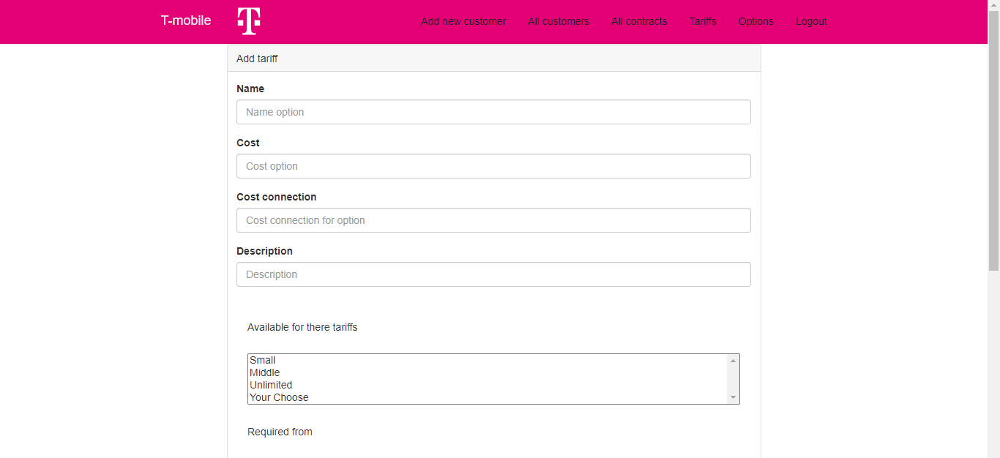 T-mobile T Add new customer All customers All contracts Tariffs Options Logout
Add tariff
Name
Name option
Cost
Cost option
Cost connection
Cost connection for option
Description
Description
Available for there tariffs
Small
Middle
Unlimited
Your Choose
Required from